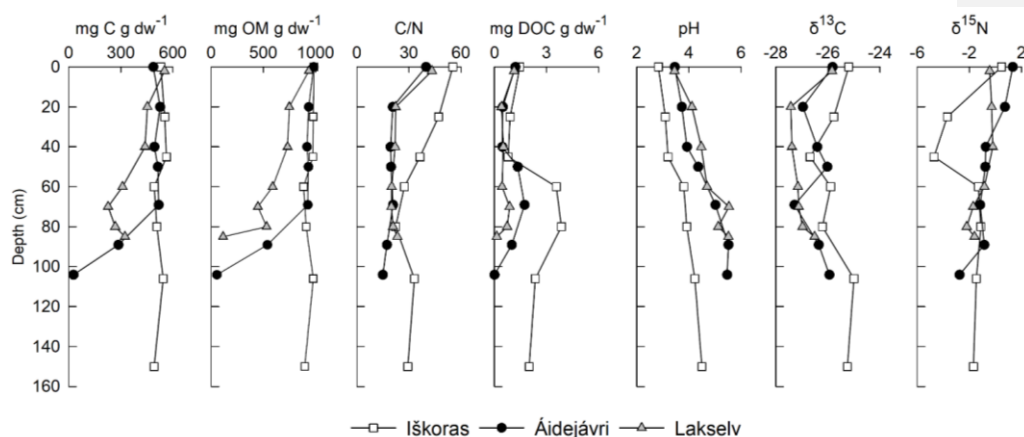 mg C g dw⁻¹ mg OM g dw⁻¹ C/N mg DOC g dw⁻¹ pH δ¹³C δ¹⁵N
0 300 600 0 500 1000 0 20 40 60 0 2 4 6 2 4 6 -28 -26 -24 -6 -2 2
0
20
40
60
80
100
120
140
160
Depth (cm)
Iškoras Áidejávri Lakselv